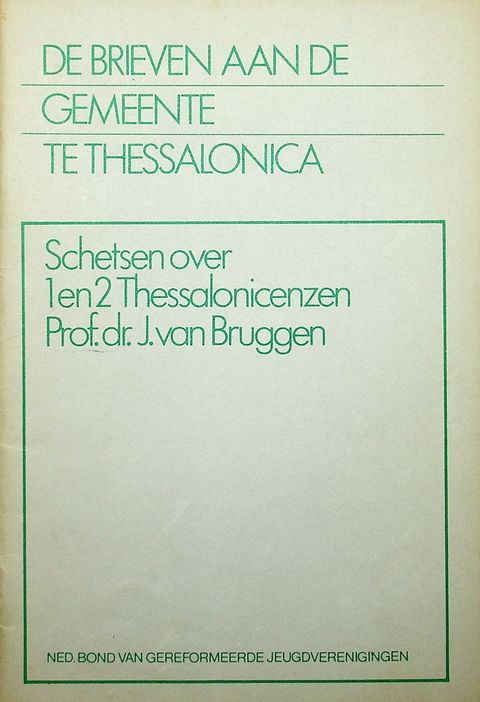 DE BRIEVEN AAN DE
GEMEENTE
TE THESSALONICA
Schetsen over
1 en 2 Thessalonicenzen
Prof. dr. J. van Bruggen
NED. BOND VAN GEREFORMEERDE JEUGDVERENIGINGEN